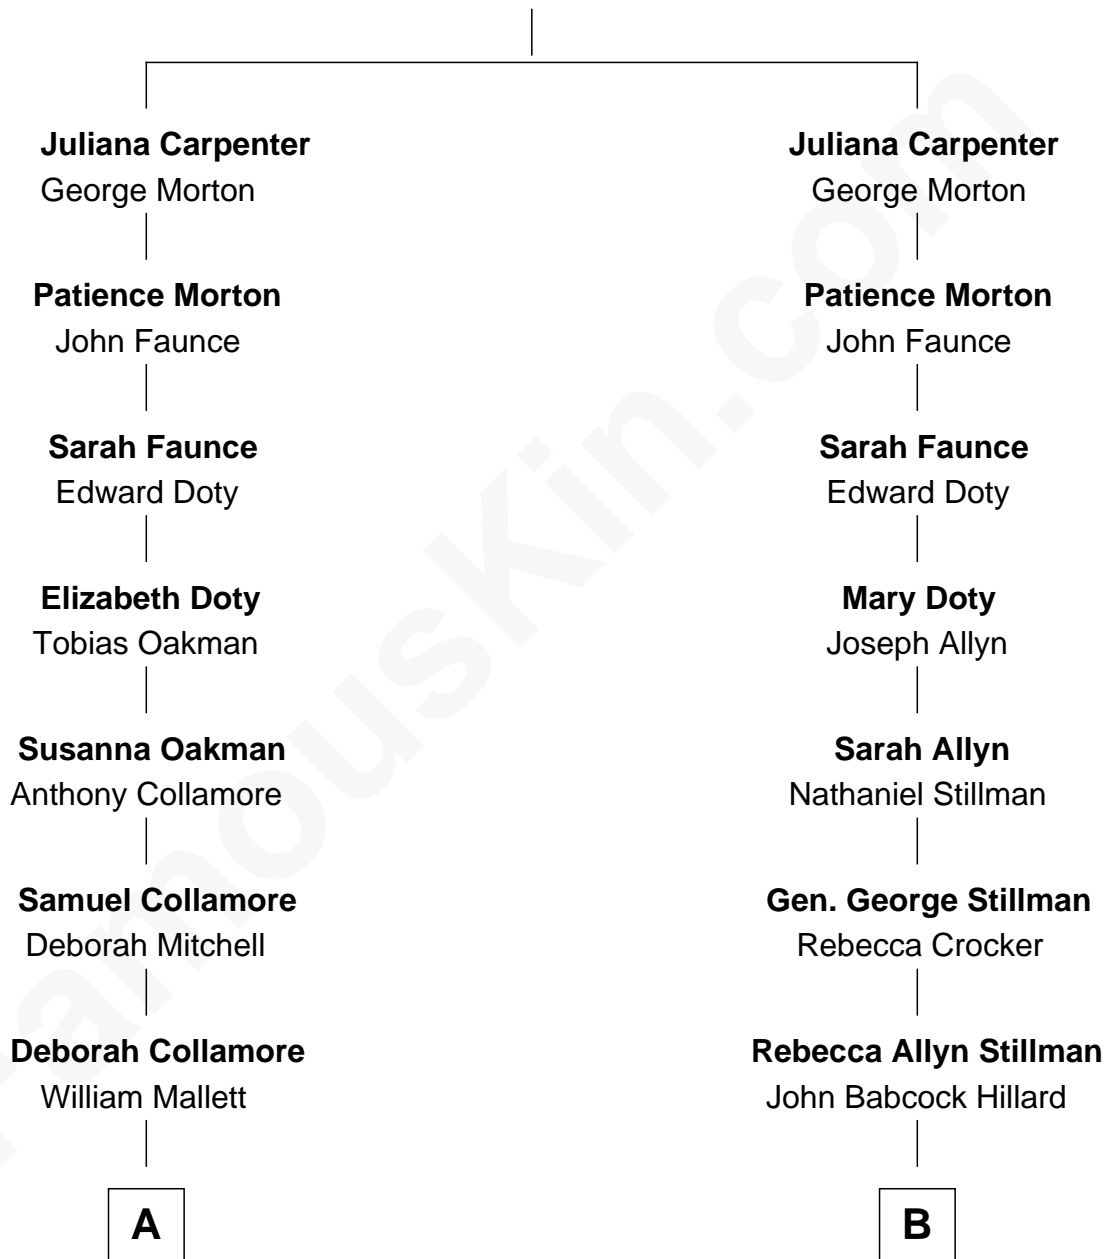 Juliana Carpenter
George Morton
Patience Morton
John Faunce
Sarah Faunce
Edward Doty
Elizabeth Doty
Tobias Oakman
Susanna Oakman
Anthony Collamore
Samuel Collamore
Deborah Mitchell
Deborah Collamore
William Mallett
A
Juliana Carpenter
George Morton
Patience Morton
John Faunce
Sarah Faunce
Edward Doty
Mary Doty
Joseph Allyn
Sarah Allyn
Nathaniel Stillman
Gen. George Stillman
Rebecca Crocker
Rebecca Allyn Stillman
John Babcock Hillard
B
FamousKin.com